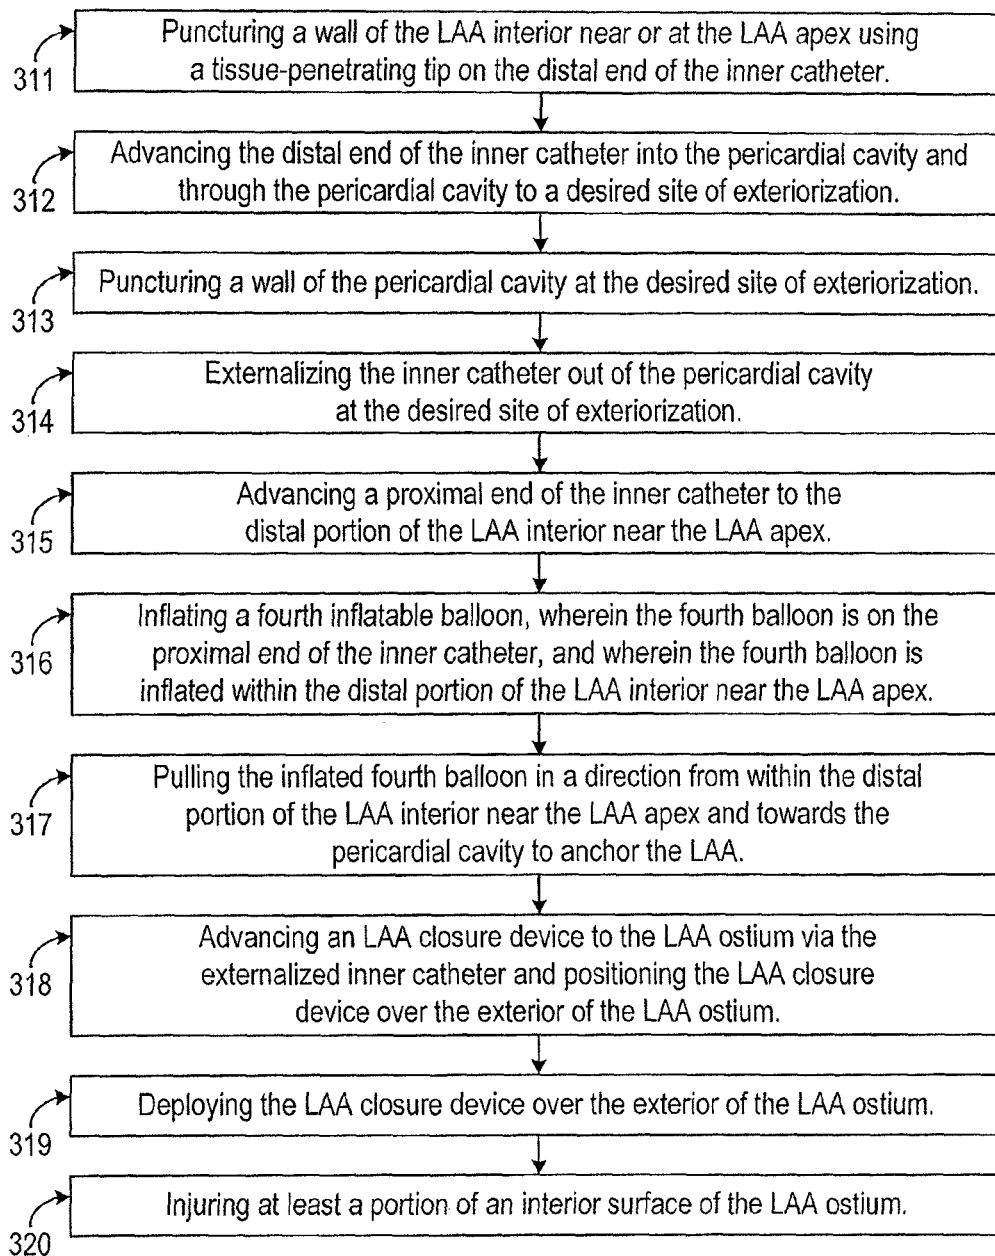 Puncturing a wall of the LAA interior near or at the LAA apex using
a tissue-penetrating tip on the distal end of the inner catheter.
311
Advancing the distal end of the inner catheter into the pericardial cavity and
through the pericardial cavity to a desired site of exteriorization.
312
Puncturing a wall of the pericardial cavity at the desired site of exteriorization.
313
Externalizing the inner catheter out of the pericardial cavity
at the desired site of exteriorization.
314
Advancing a proximal end of the inner catheter to the
distal portion of the LAA interior near the LAA apex.
315
Inflating a fourth inflatable balloon, wherein the fourth balloon is on the
proximal end of the inner catheter, and wherein the fourth balloon is
inflated within the distal portion of the LAA interior near the LAA apex.
316
Pulling the inflated fourth balloon in a direction from within the distal
portion of the LAA interior near the LAA apex and towards the
pericardial cavity to anchor the LAA.
317
Advancing an LAA closure device to the LAA ostium via the
externalized inner catheter and positioning the LAA closure
device over the exterior of the LAA ostium.
318
Deploying the LAA closure device over the exterior of the LAA ostium.
319
Injuring at least a portion of an interior surface of the LAA ostium.
320